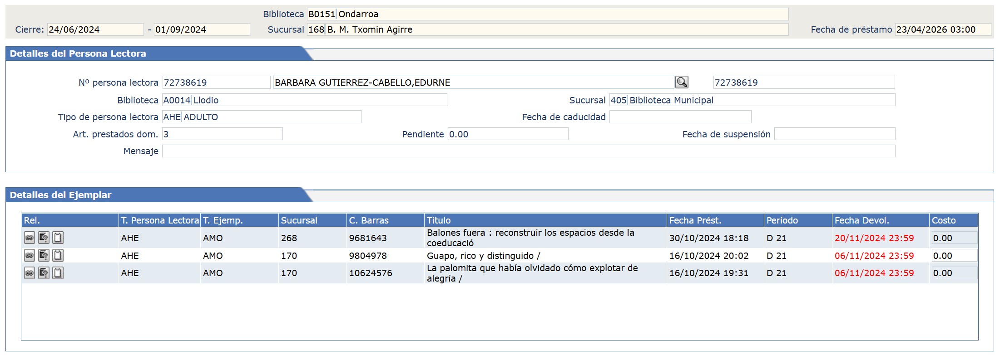 Biblioteca B0151 Ondarroa
Cierre: 24/06/2024 - 01/09/2024 Sucursal 168 B. M. Txomin Agirre Fecha de préstamo 23/04/2026 03:00
Detalles del Persona Lectora
Nº persona lectora 72738619 BARBARA GUTIERREZ-CABELLO,EDURNE 72738619
Biblioteca A0014 Llodio Sucursal 405 Biblioteca Municipal
Tipo de persona lectora AHE ADULTO Fecha de caducidad
Art. prestados dom. 3 Pendiente 0.00 Fecha de suspensión
Mensaje
Detalles del Ejemplar
Rel. T. Persona Lectora T. Ejemp. Sucursal C. Barras Título Fecha Prést. Período Fecha Devol. Costo
AHE AMO 268 9681643 Balones fuera : reconstruir los espacios desde la
coeducació 30/10/2024 18:18 D 21 20/11/2024 23:59 0.00
AHE AMO 170 9804978 Guapo, rico y distinguido / 16/10/2024 20:02 D 21 06/11/2024 23:59 0.00
AHE AMO 170 10624576 La palomita que había olvidado cómo explotar de
alegría / 16/10/2024 19:31 D 21 06/11/2024 23:59 0.00